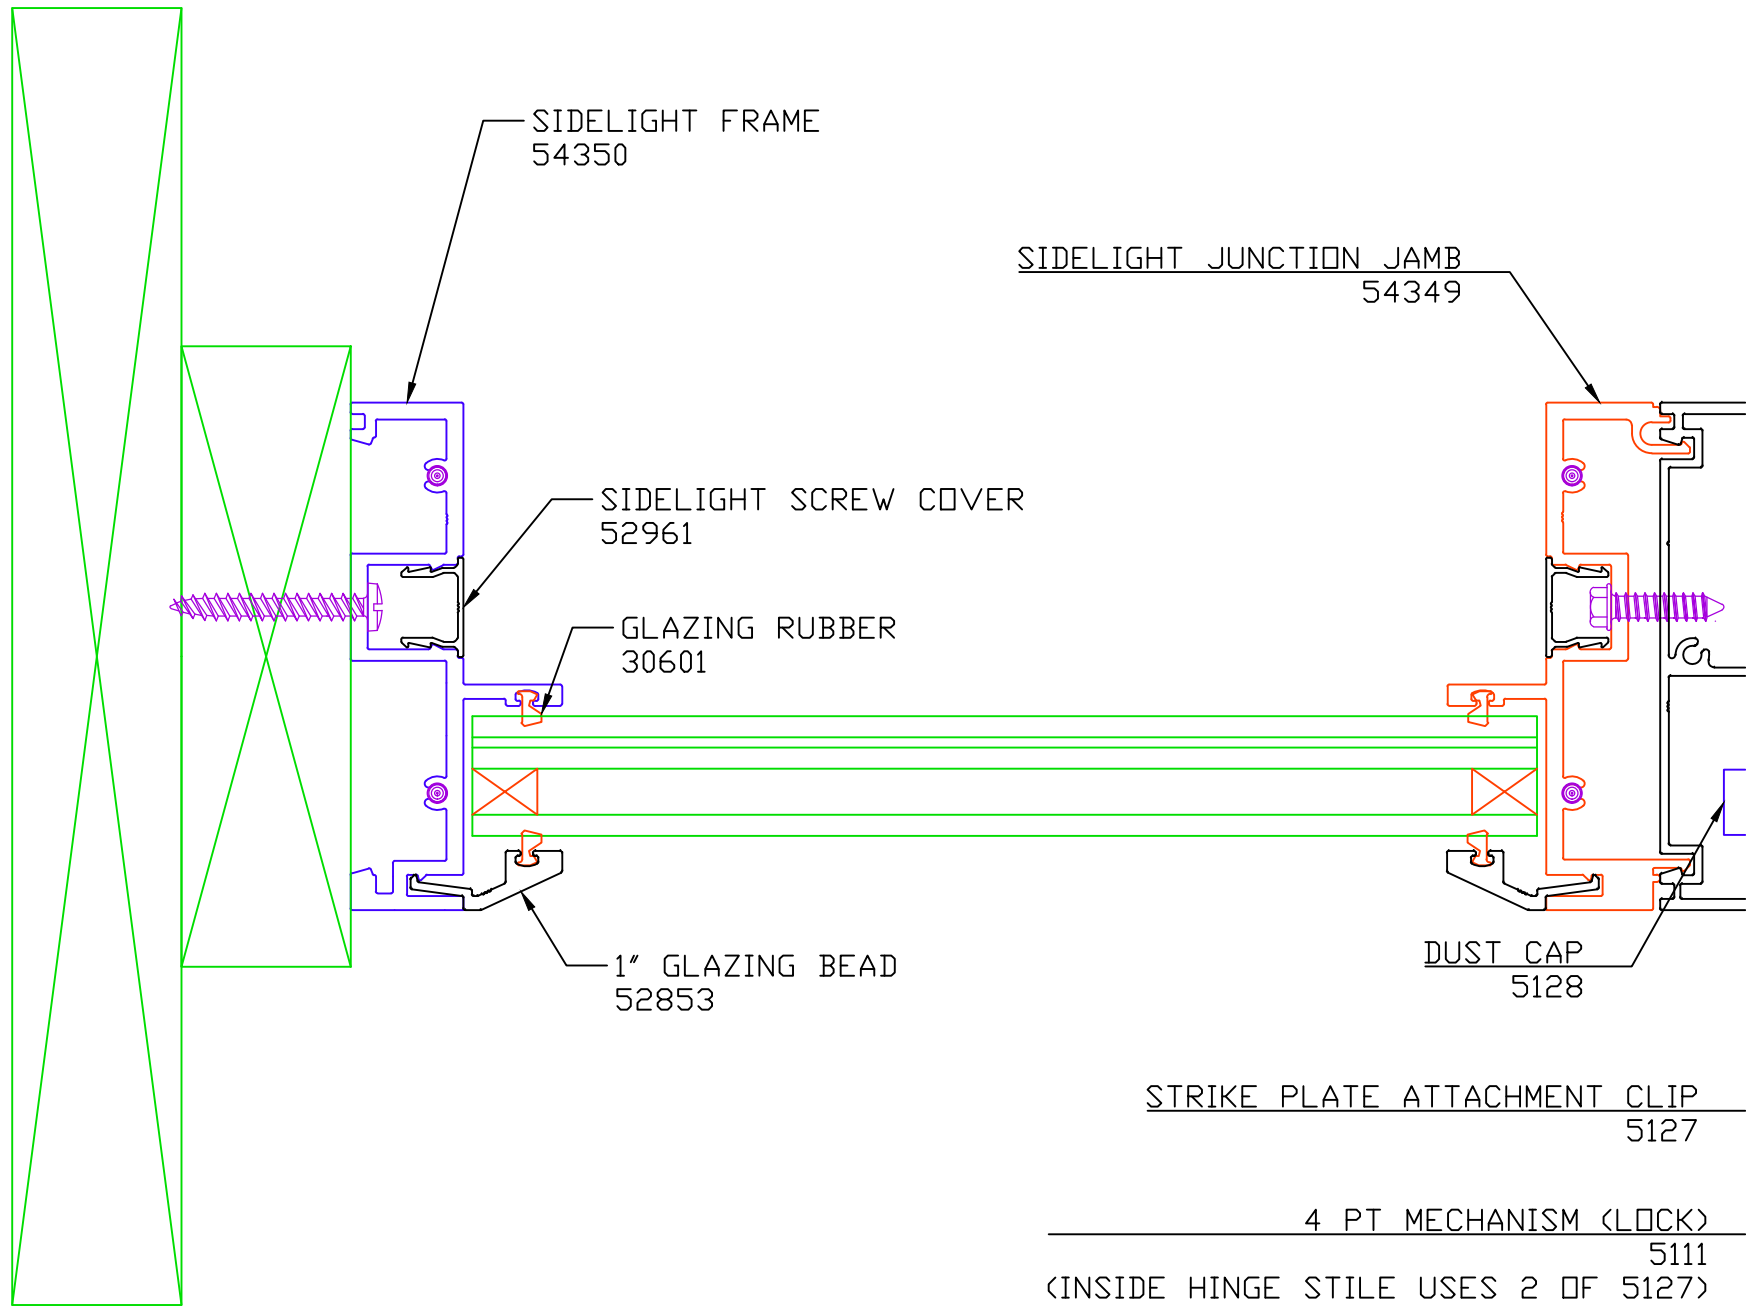 SIDELIGHT FRAME
54350
SIDELIGHT JUNCTION JAMB
54349
SIDELIGHT SCREW COVER
52961
GLAZING RUBBER
30601
1" GLAZING BEAD
52853
DUST CAP
5128
STRIKE PLATE ATTACHMENT CLIP
5127
4 PT MECHANISM (LOCK)
5111
(INSIDE HINGE STILE USES 2 OF 5127)